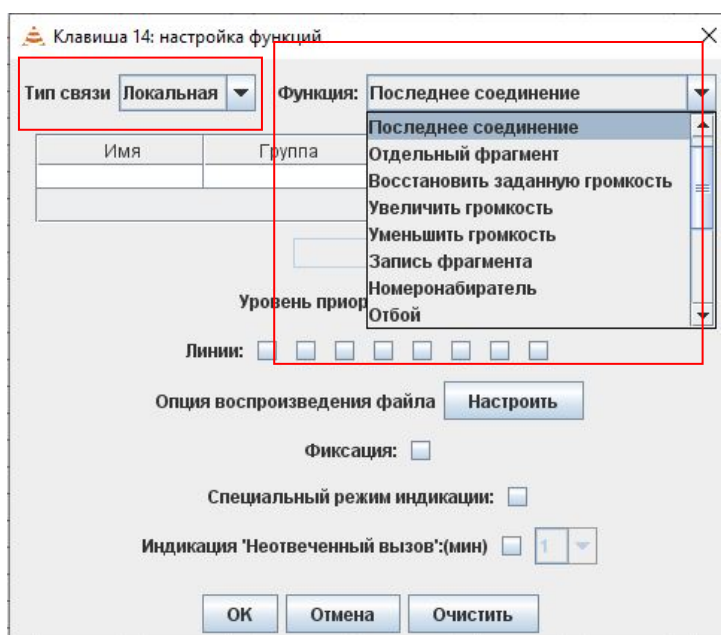 Клавиша 14: настройка функций
Тип связи Локальная Функция: Последнее соединение
Последнее соединение
Имя Группа Отдельный фрагмент
Восстановить заданную громкость
Увеличить громкость
Уменьшить громкость
Запись фрагмента
Номеронабиратель
Уровень приор Отбой
Линии:
Опция воспроизведения файла Настроить
Фиксация:
Специальный режим индикации:
Индикация 'Неотвеченный вызов':(мин) 1
OK Отмена Очистить